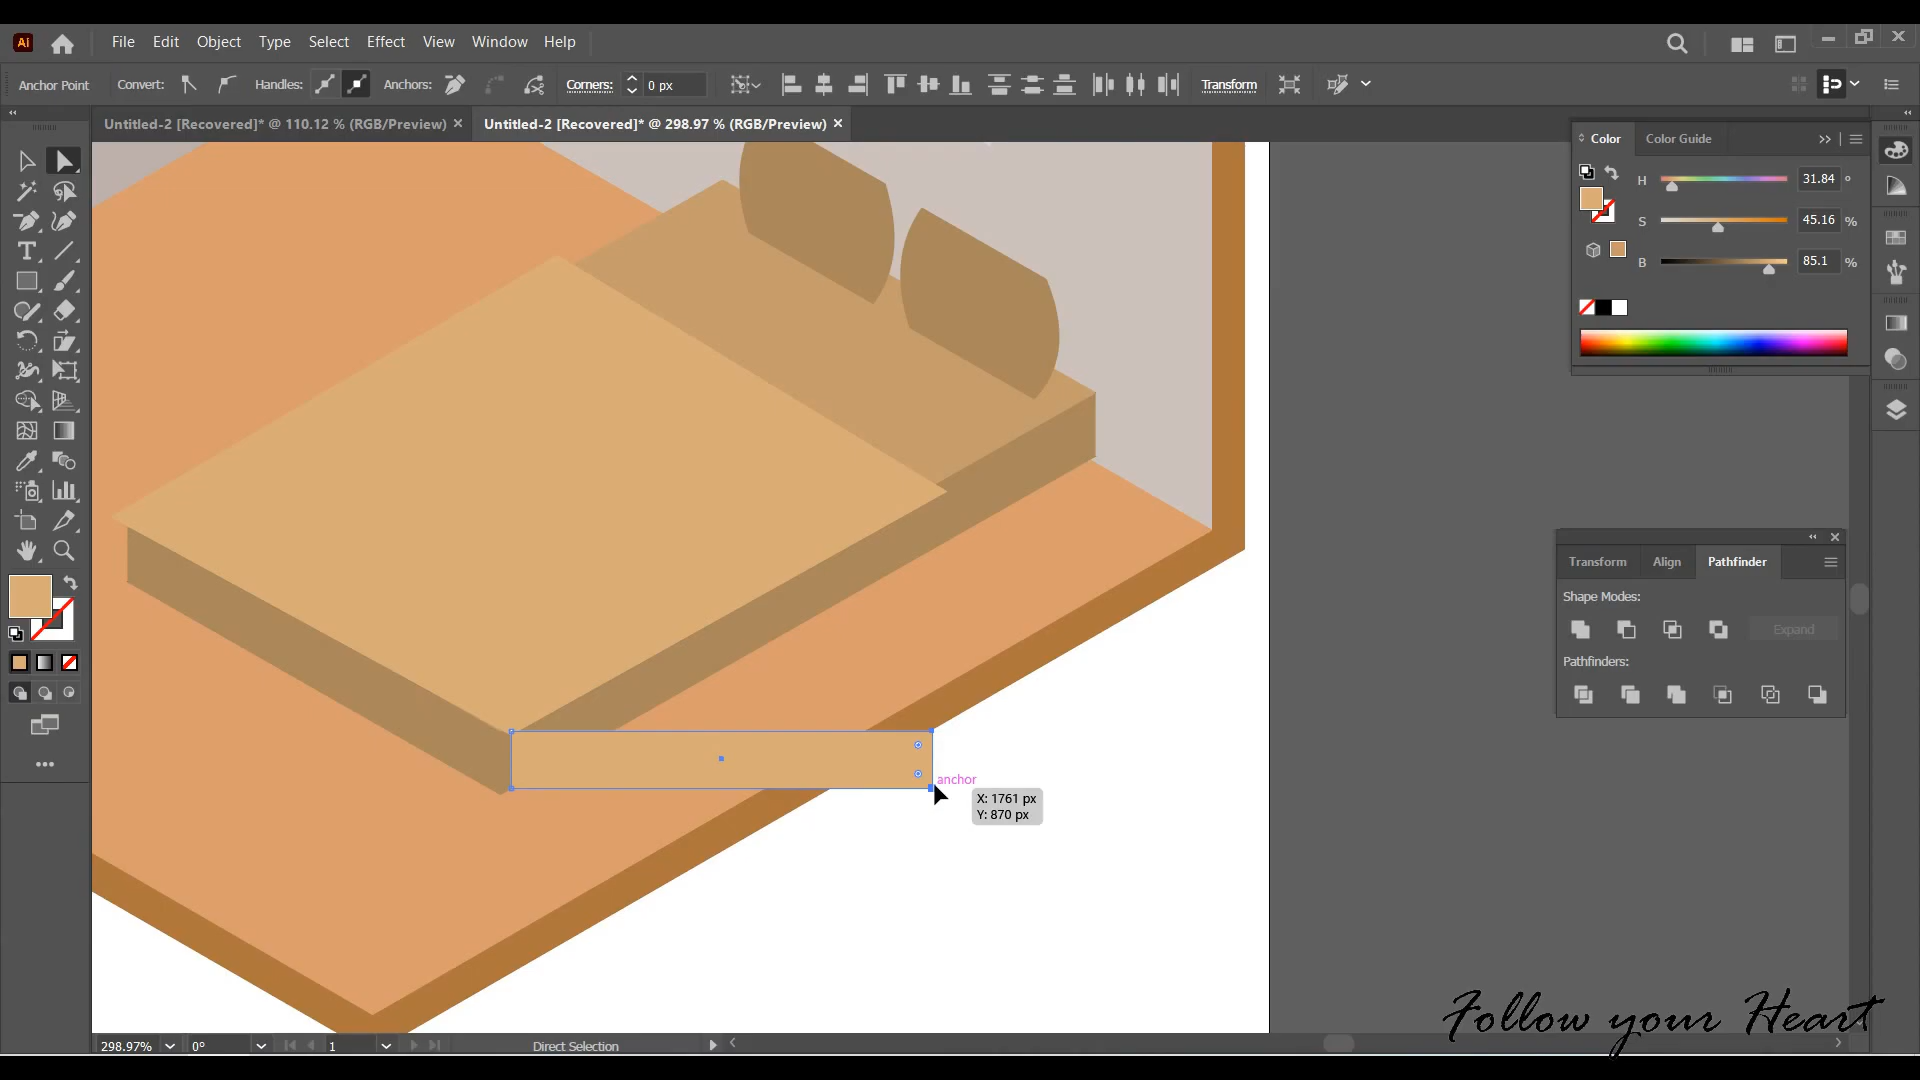 Ai File Edit Object Type Select Effect View Window Help
Anchor Point Convert: Handles: Anchors: Corners: 0 px Transform
Untitled-2 [Recovered]* @ 110.12 % (RGB/Preview) × Untitled-2 [Recovered]* @ 298.97 % (RGB/Preview) ×
Color Color Guide
H 31.84 °
S 45.16 %
B 85.1 %
Transform Align Pathfinder
Shape Modes:
Expand
Pathfinders:
anchor
X: 1761 px
Y: 870 px
Follow your Heart
298.97% 0° 1 Direct Selection